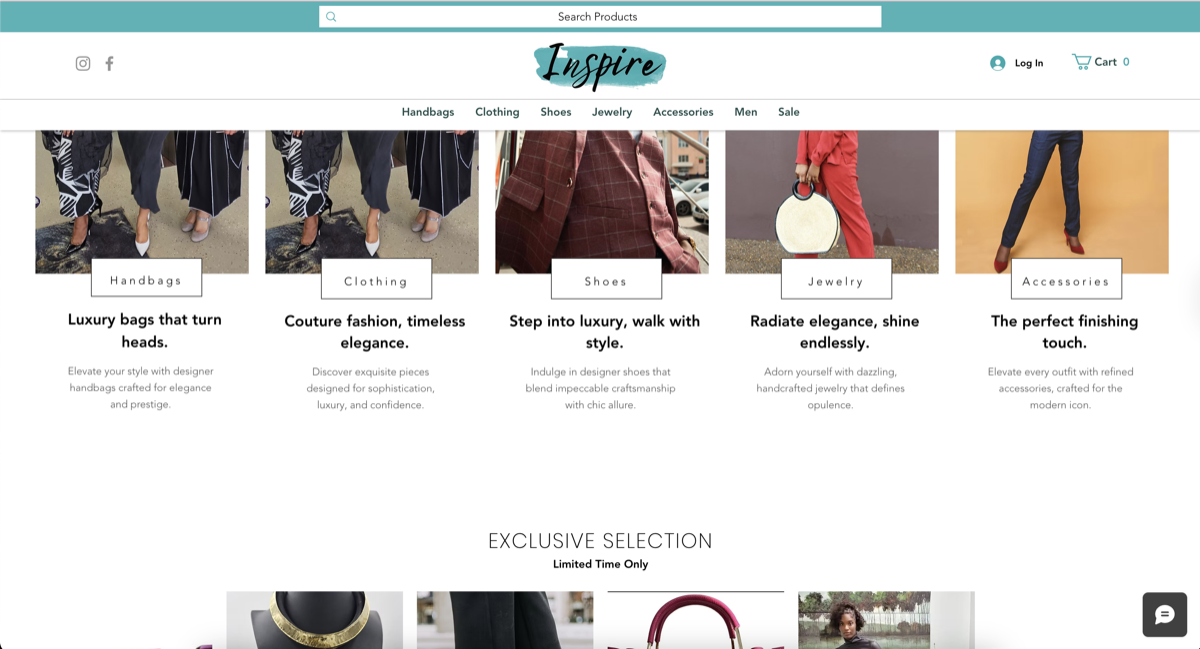 Search Products
Inspire
Log In
Cart 0
Handbags Clothing Shoes Jewelry Accessories Men Sale
Handbags
Clothing
Shoes
Jewelry
Accessories
Luxury bags that turn
heads.
Elevate your style with designer
handbags crafted for elegance
and prestige.
Couture fashion, timeless
elegance.
Discover exquisite pieces
designed for sophistication,
luxury, and confidence.
Step into luxury, walk with
style.
Indulge in designer shoes that
blend impeccable craftsmanship
with chic allure.
Radiate elegance, shine
endlessly.
Adorn yourself with dazzling,
handcrafted jewelry that defines
opulence.
The perfect finishing
touch.
Elevate every outfit with refined
accessories, crafted for the
modern icon.
EXCLUSIVE SELECTION
Limited Time Only